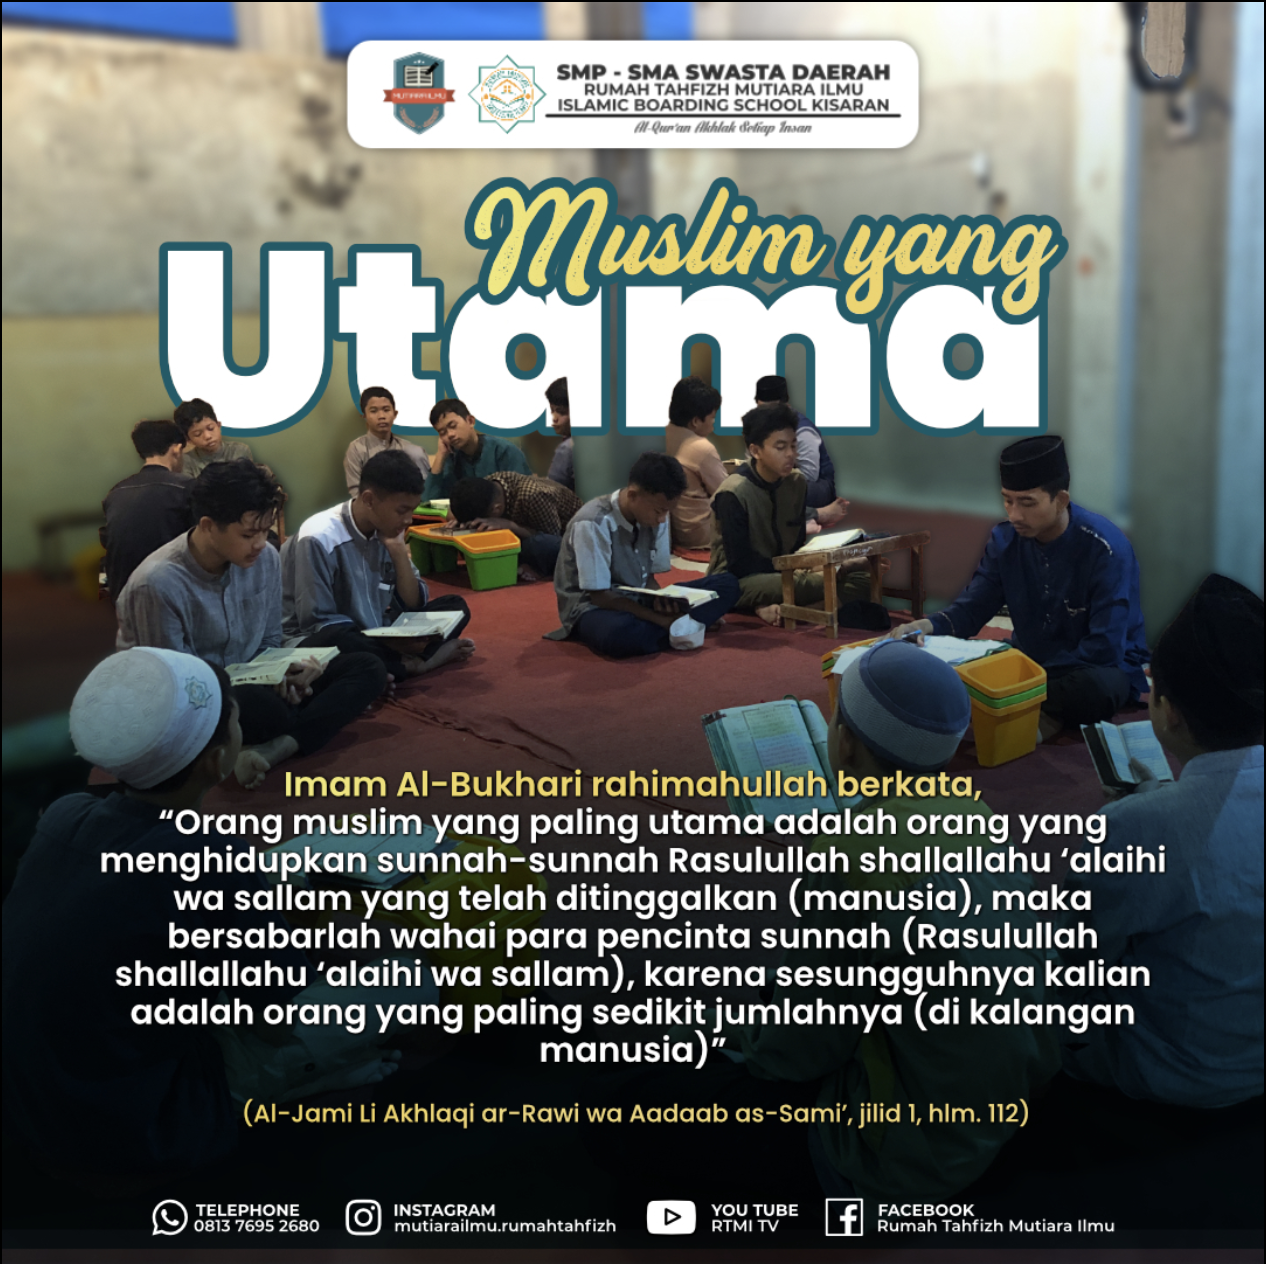 MUTIARA ILMU
SMP - SMA SWASTA DAERAH
RUMAH TAHFIZH MUTIARA ILMU
ISLAMIC BOARDING SCHOOL KISARAN
Al-Qur'an Akhlak Setiap Insan
Muslim yang
Utama
Imam Al-Bukhari rahimahullah berkata,
“Orang muslim yang paling utama adalah orang yang
menghidupkan sunnah-sunnah Rasulullah shallallahu ‘alaihi
wa sallam yang telah ditinggalkan (manusia), maka
bersabarlah wahai para pencinta sunnah (Rasulullah
shallallahu ‘alaihi wa sallam), karena sesungguhnya kalian
adalah orang yang paling sedikit jumlahnya (di kalangan
manusia)”
(Al-Jami Li Akhlaqi ar-Rawi wa Aadaab as-Sami’, jilid 1, hlm. 112)
TELEPHONE
0813 7695 2680
INSTAGRAM
mutiarailmu.rumahtahfizh
YOU TUBE
RTMI TV
FACEBOOK
Rumah Tahfizh Mutiara Ilmu